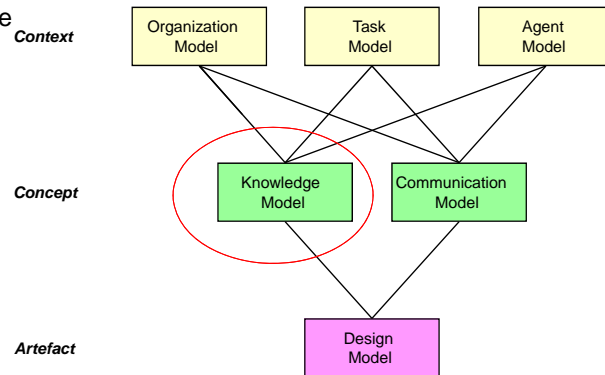 e
Context
Organization
Model
Task
Model
Agent
Model
Concept
Knowledge
Model
Communication
Model
Artefact
Design
Model